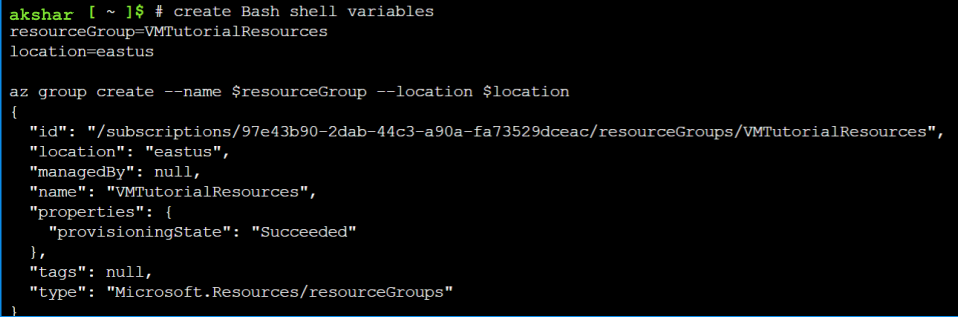 akshar [ ~ ]$ # create Bash shell variables
resourceGroup=VMTutorialResources
location=eastus
az group create --name $resourceGroup --location $location
{
"id": "/subscriptions/97e43b90-2dab-44c3-a90a-fa73529dceac/resourceGroups/VMTutorialResources",
"location": "eastus",
"managedBy": null,
"name": "VMTutorialResources",
"properties": {
"provisioningState": "Succeeded"
},
"tags": null,
"type": "Microsoft.Resources/resourceGroups"
}